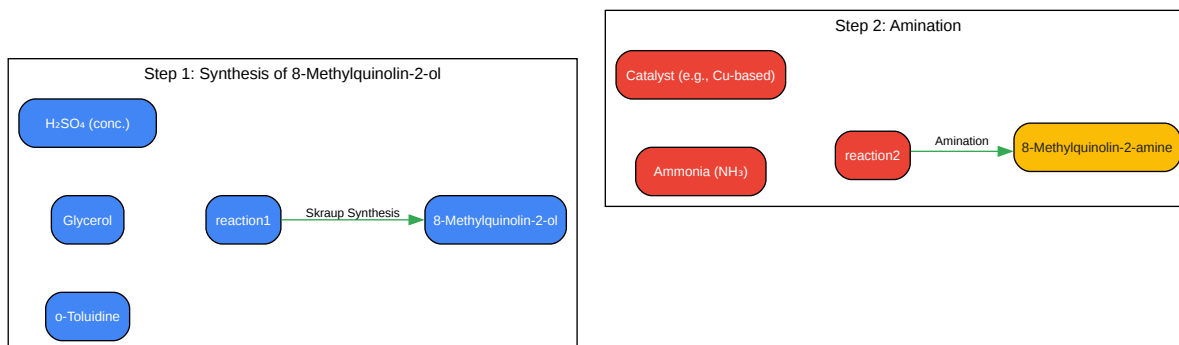 Step 1: Synthesis of 8-Methylquinolin-2-ol
H₂SO₄ (conc.)
Glycerol
reaction1
Skraup Synthesis
8-Methylquinolin-2-ol
o-Toluidine
Step 2: Amination
Catalyst (e.g., Cu-based)
Ammonia (NH₃)
reaction2
Amination
8-Methylquinolin-2-amine